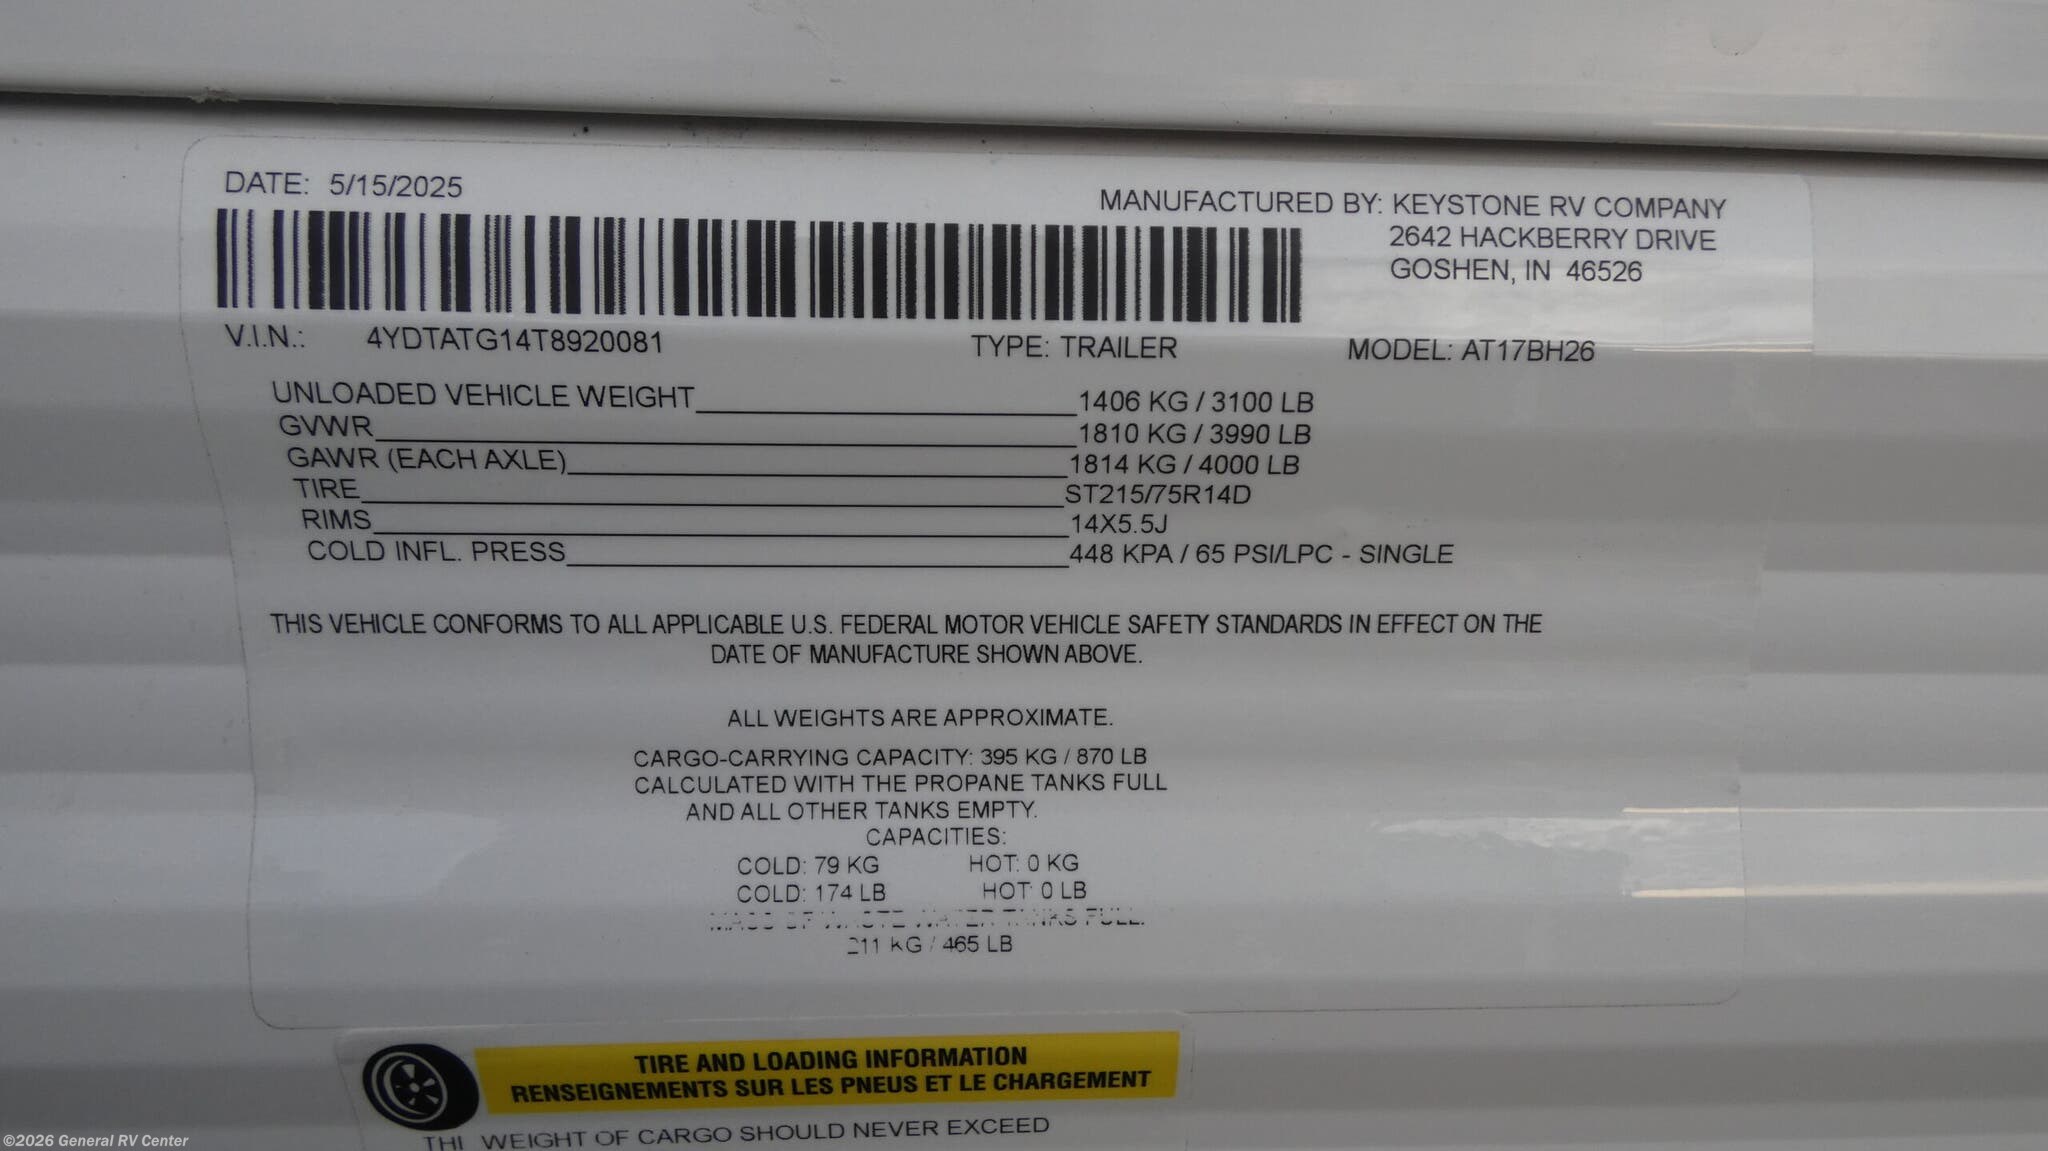 DATE: 5/15/2025
MANUFACTURED BY: KEYSTONE RV COMPANY
2642 HACKBERRY DRIVE
GOSHEN, IN 46526
V.I.N.: 4YDTATG14T8920081 TYPE: TRAILER MODEL: AT17BH26
UNLOADED VEHICLE WEIGHT 1406 KG / 3100 LB
GVWR 1810 KG / 3990 LB
GAWR (EACH AXLE) 1814 KG / 4000 LB
TIRE ST215/75R14D
RIMS 14X5.5J
COLD INFL. PRESS 448 KPA / 65 PSI/LPC - SINGLE
THIS VEHICLE CONFORMS TO ALL APPLICABLE U.S. FEDERAL MOTOR VEHICLE SAFETY STANDARDS IN EFFECT ON THE
DATE OF MANUFACTURE SHOWN ABOVE.
ALL WEIGHTS ARE APPROXIMATE.
CARGO-CARRYING CAPACITY: 395 KG / 870 LB
CALCULATED WITH THE PROPANE TANKS FULL
AND ALL OTHER TANKS EMPTY.
CAPACITIES:
COLD: 79 KG HOT: 0 KG
COLD: 174 LB HOT: 0 LB
MASS OF WASTE WATER TANKS FULL.
211 KG / 465 LB
TIRE AND LOADING INFORMATION
RENSEIGNEMENTS SUR LES PNEUS ET LE CHARGEMENT
WEIGHT OF CARGO SHOULD NEVER EXCEED
©2026 General RV Center